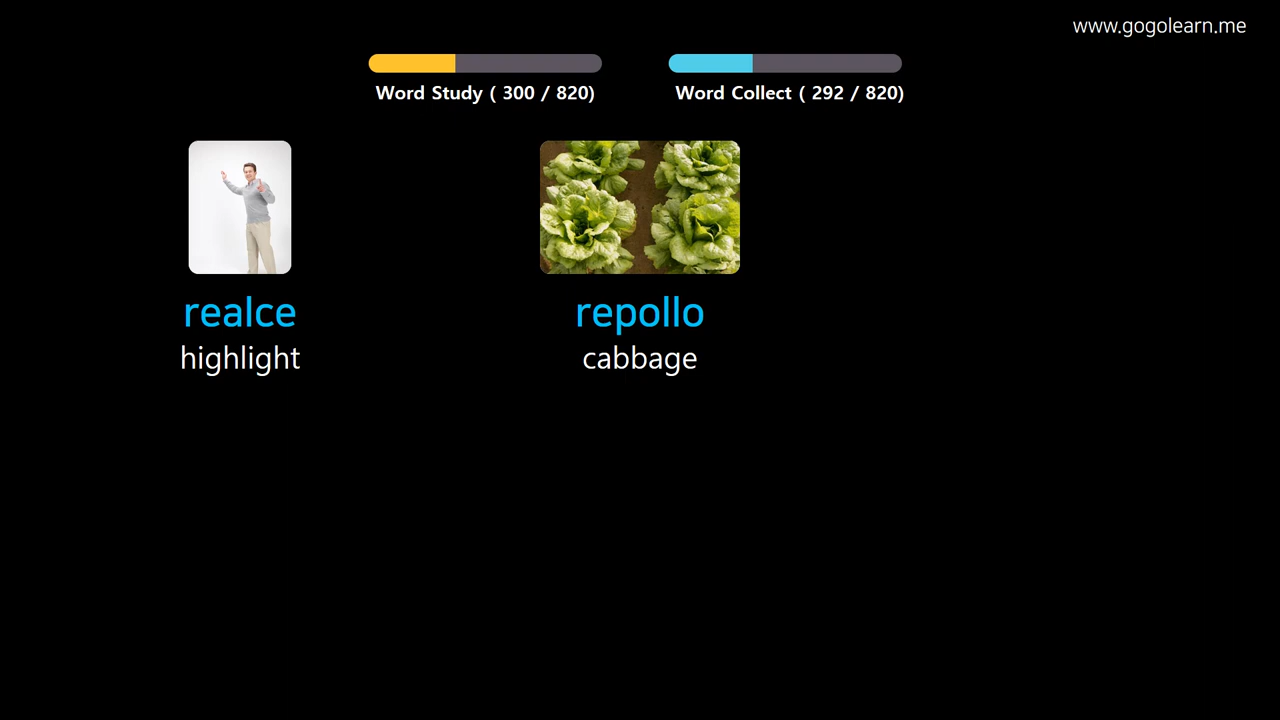 www.gogolearn.me
Word Study ( 300 / 820)
Word Collect ( 292 / 820)
realce
highlight
repollo
cabbage